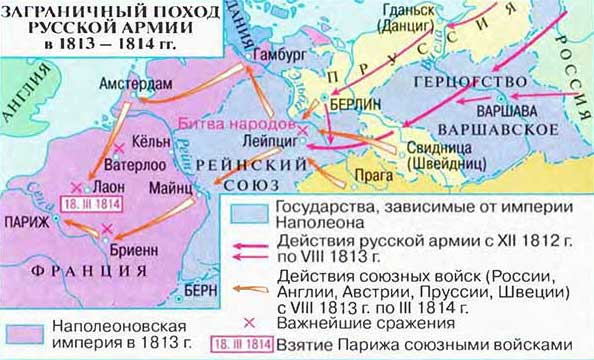 ЗАГРАНИЧНЫЙ ПОХОД
РУССКОЙ АРМИИ
в 1813 – 1814 гг.
АНГЛИЯ
ДАНИЯ
Гамбург
Гданьск
(Данциг)
ПРУССИЯ
Висла
РОССИЯ
Амстердам
Эльба
БЕРЛИН
ГЕРЦОГСТВО
ВАРШАВА
ВАРШАВСКОЕ
Битва народов
Кёльн
Ватерлоо
Рейн
Лейпциг
РЕЙНСКИЙ
СОЮЗ
Свидница
(Швейдниц)
Прага
Лаон
18. III 1814
Майнц
Сена
ПАРИЖ
Бриенн
ФРАНЦИЯ
БЕРН
Государства, зависимые от империи
Наполеона
Действия русской армии с XII 1812 г.
по VIII 1813 г.
Действия союзных войск (России,
Англии, Австрии, Пруссии, Швеции)
с VIII 1813 г. по III 1814 г.
Наполеоновская
империя в 1813 г.
Важнейшие сражения
18. III 1814 Взятие Парижа союзными войсками